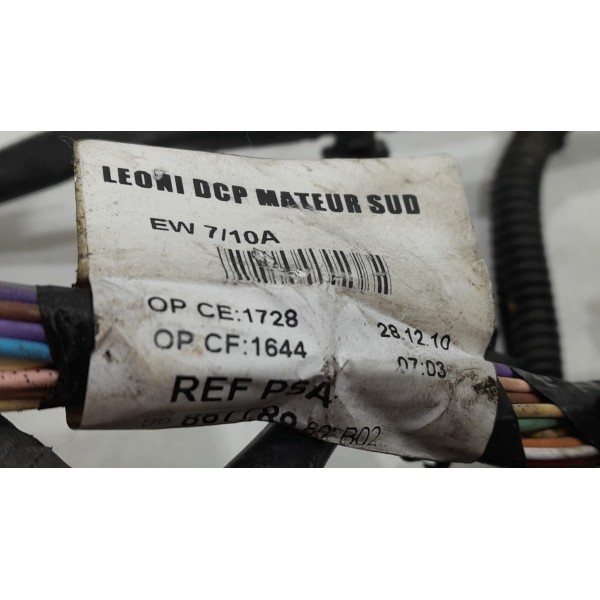 LEONI DCP MATEUR SUD
EW 7/10A
OP CE:1728 28.12.10
OP CF:1644 07:03
REF PSA
B02